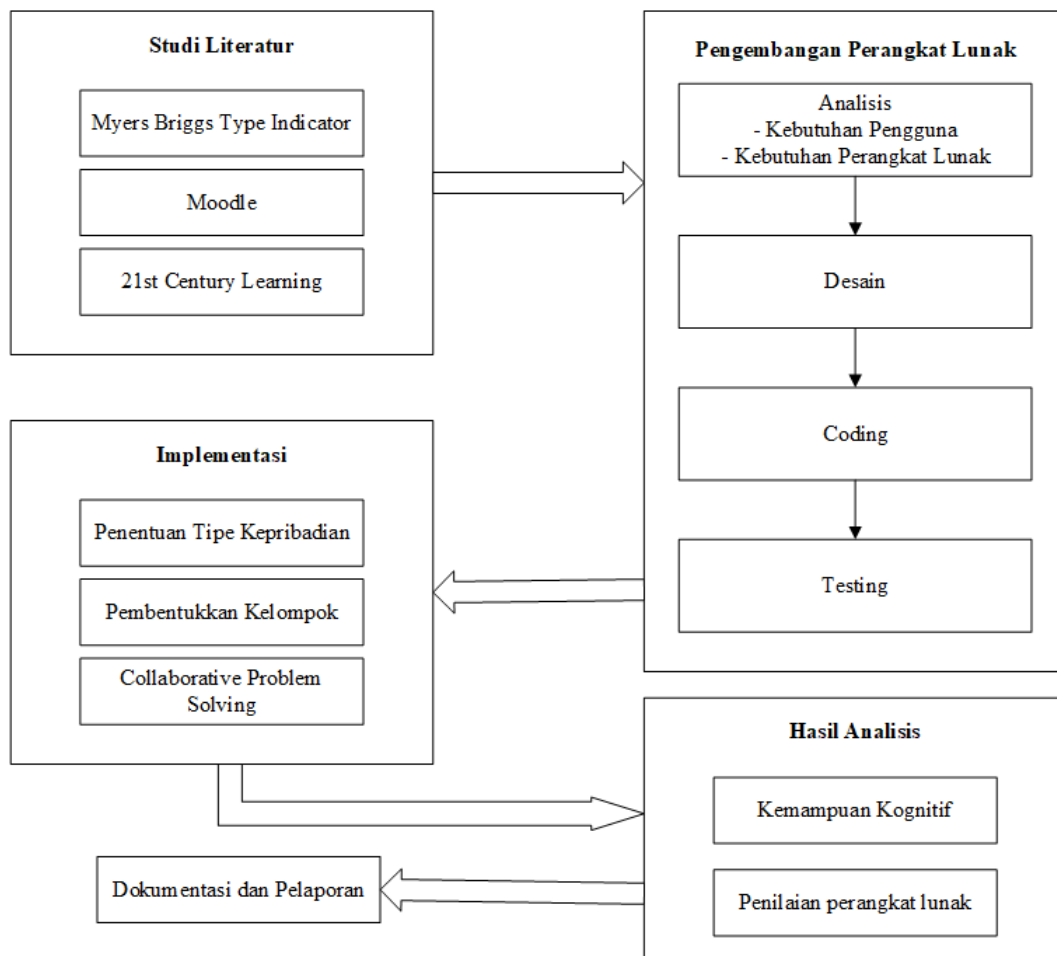 Studi Literatur
Myers Briggs Type Indicator
Moodle
21st Century Learning
Pengembangan Perangkat Lunak
Analisis
- Kebutuhan Pengguna
- Kebutuhan Perangkat Lunak
Desain
Coding
Testing
Implementasi
Penentuan Tipe Kepribadian
Pembentukkan Kelompok
Collaborative Problem
Solving
Hasil Analisis
Kemampuan Kognitif
Penilaian perangkat lunak
Dokumentasi dan Pelaporan